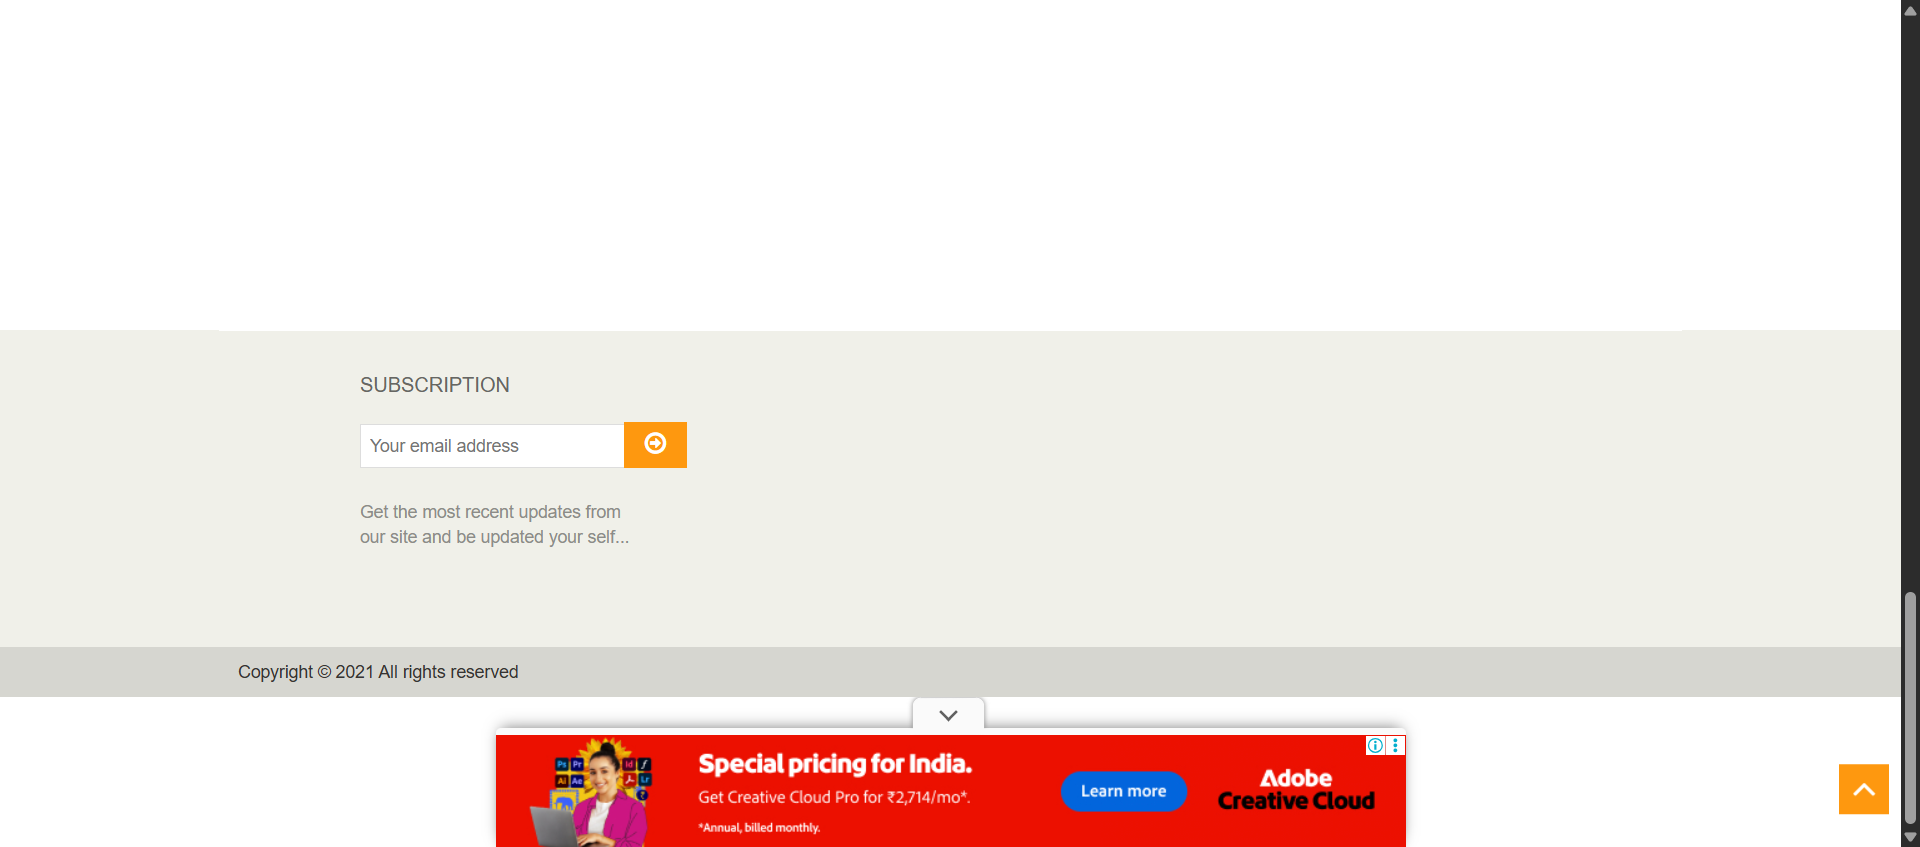 SUBSCRIPTION
Your email address
Get the most recent updates from
our site and be updated your self...
Copyright © 2021 All rights reserved
Ps Pr Id f
Ai Ae Lr
Special pricing for India.
Get Creative Cloud Pro for ₹2,714/mo*.
*Annual, billed monthly.
Learn more
Adobe
Creative Cloud